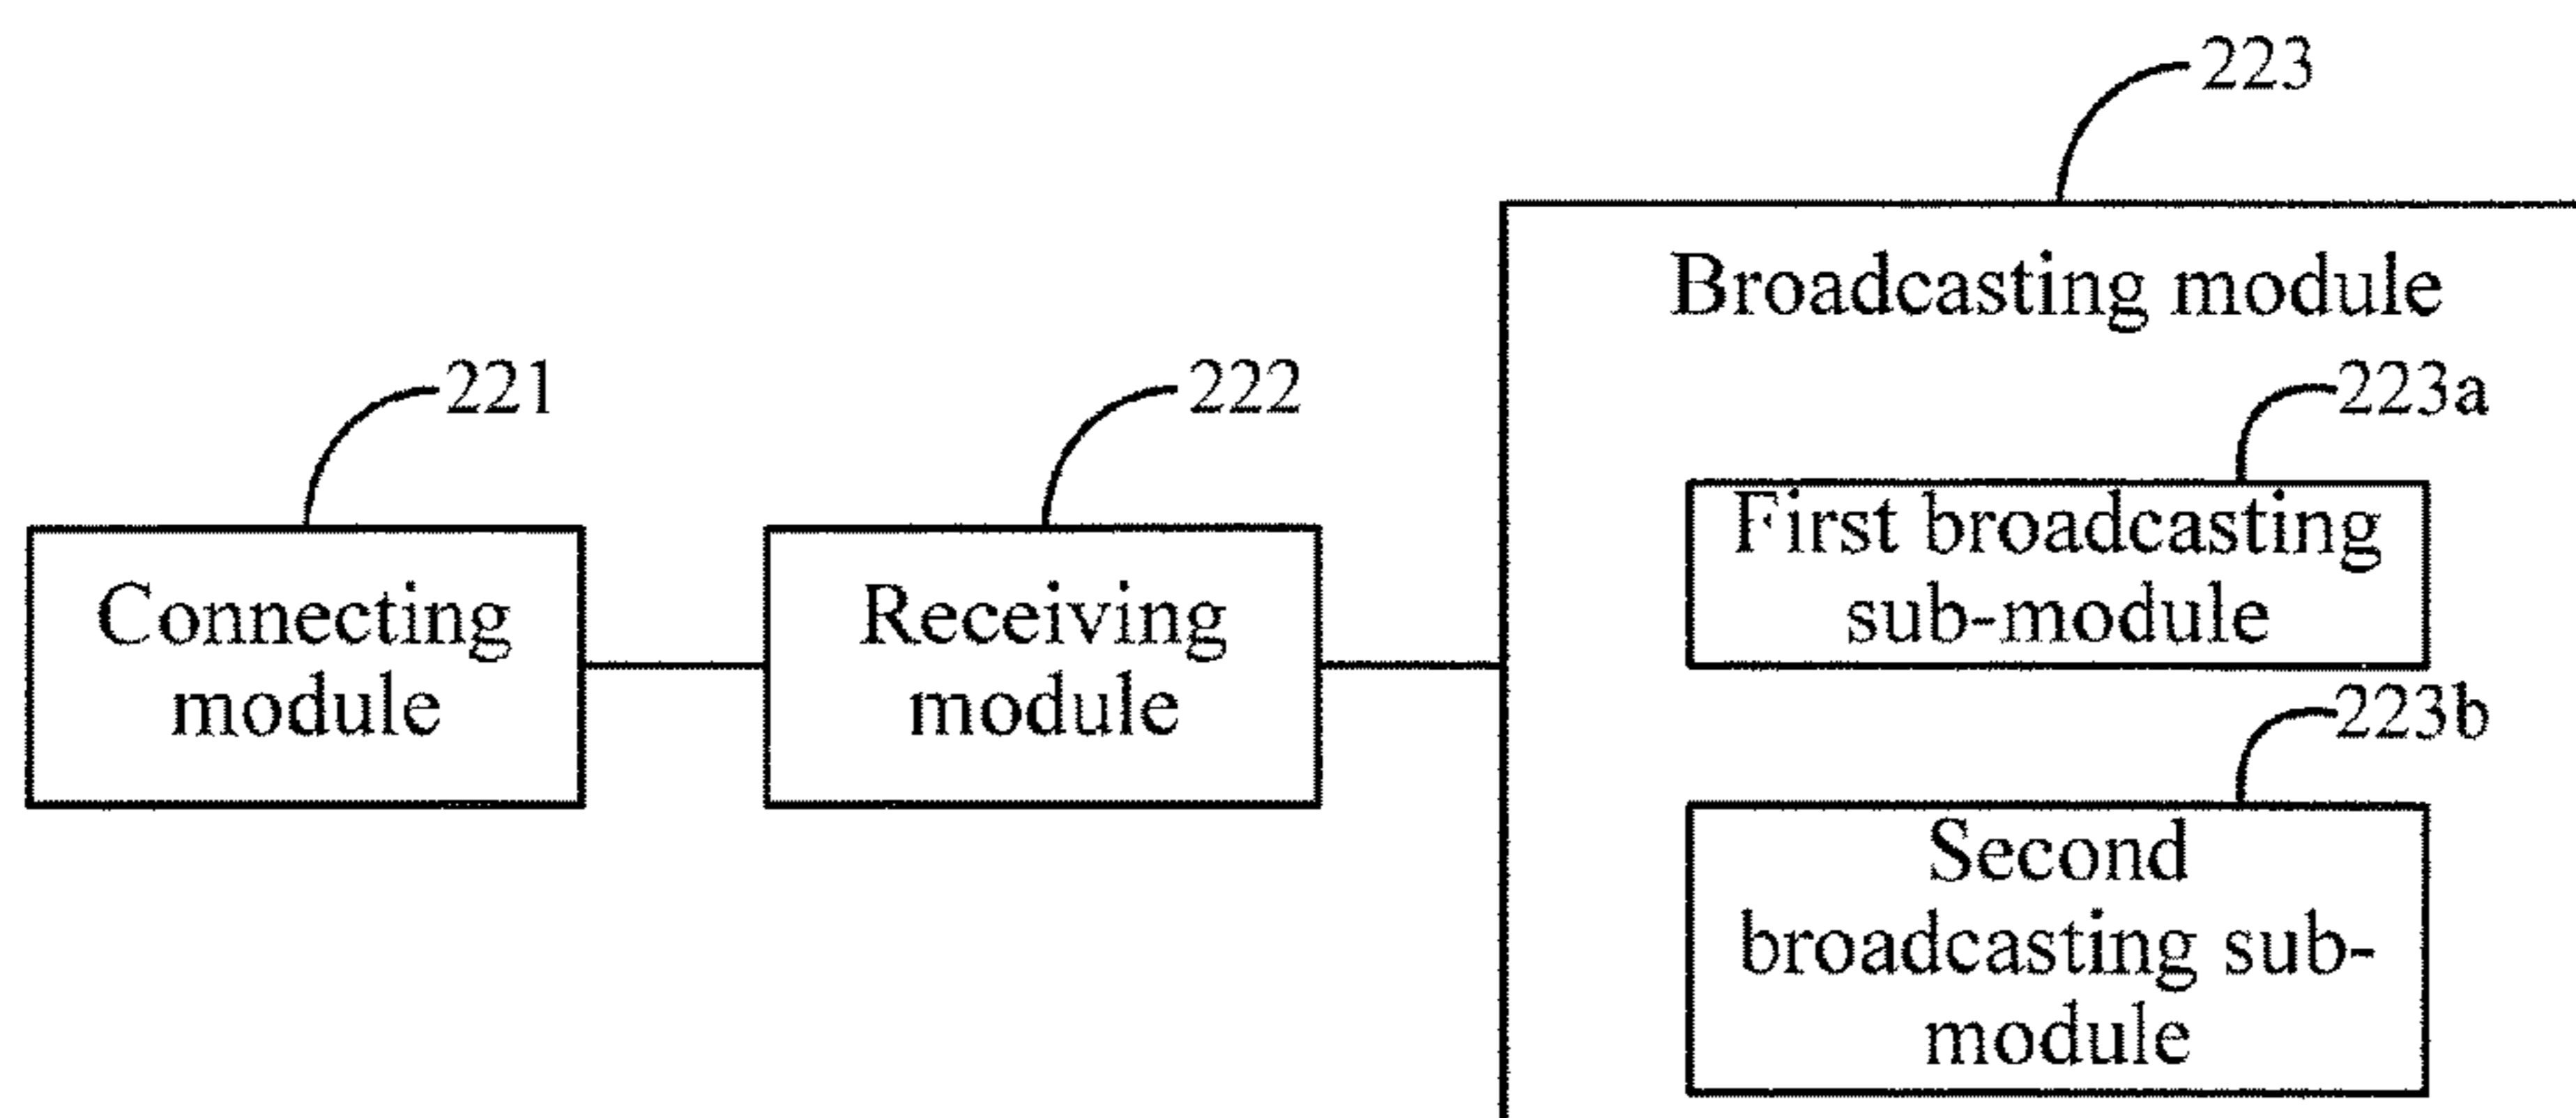 223
Broadcasting module
221
222
223a
First broadcasting
sub-module
Connecting
module
Receiving
module
223b
Second
broadcasting sub-
module